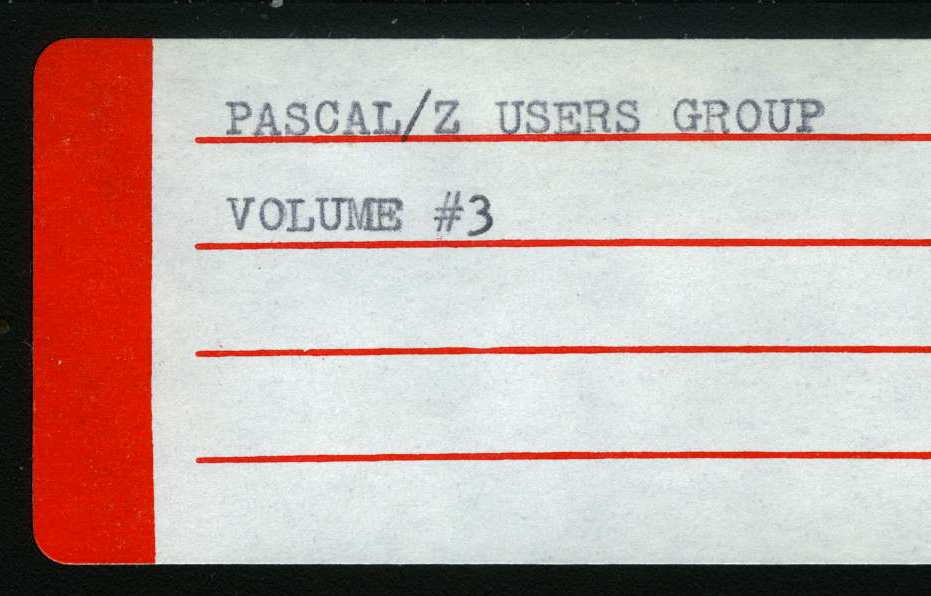 PASCAL/Z USERS GROUP
VOLUME #3